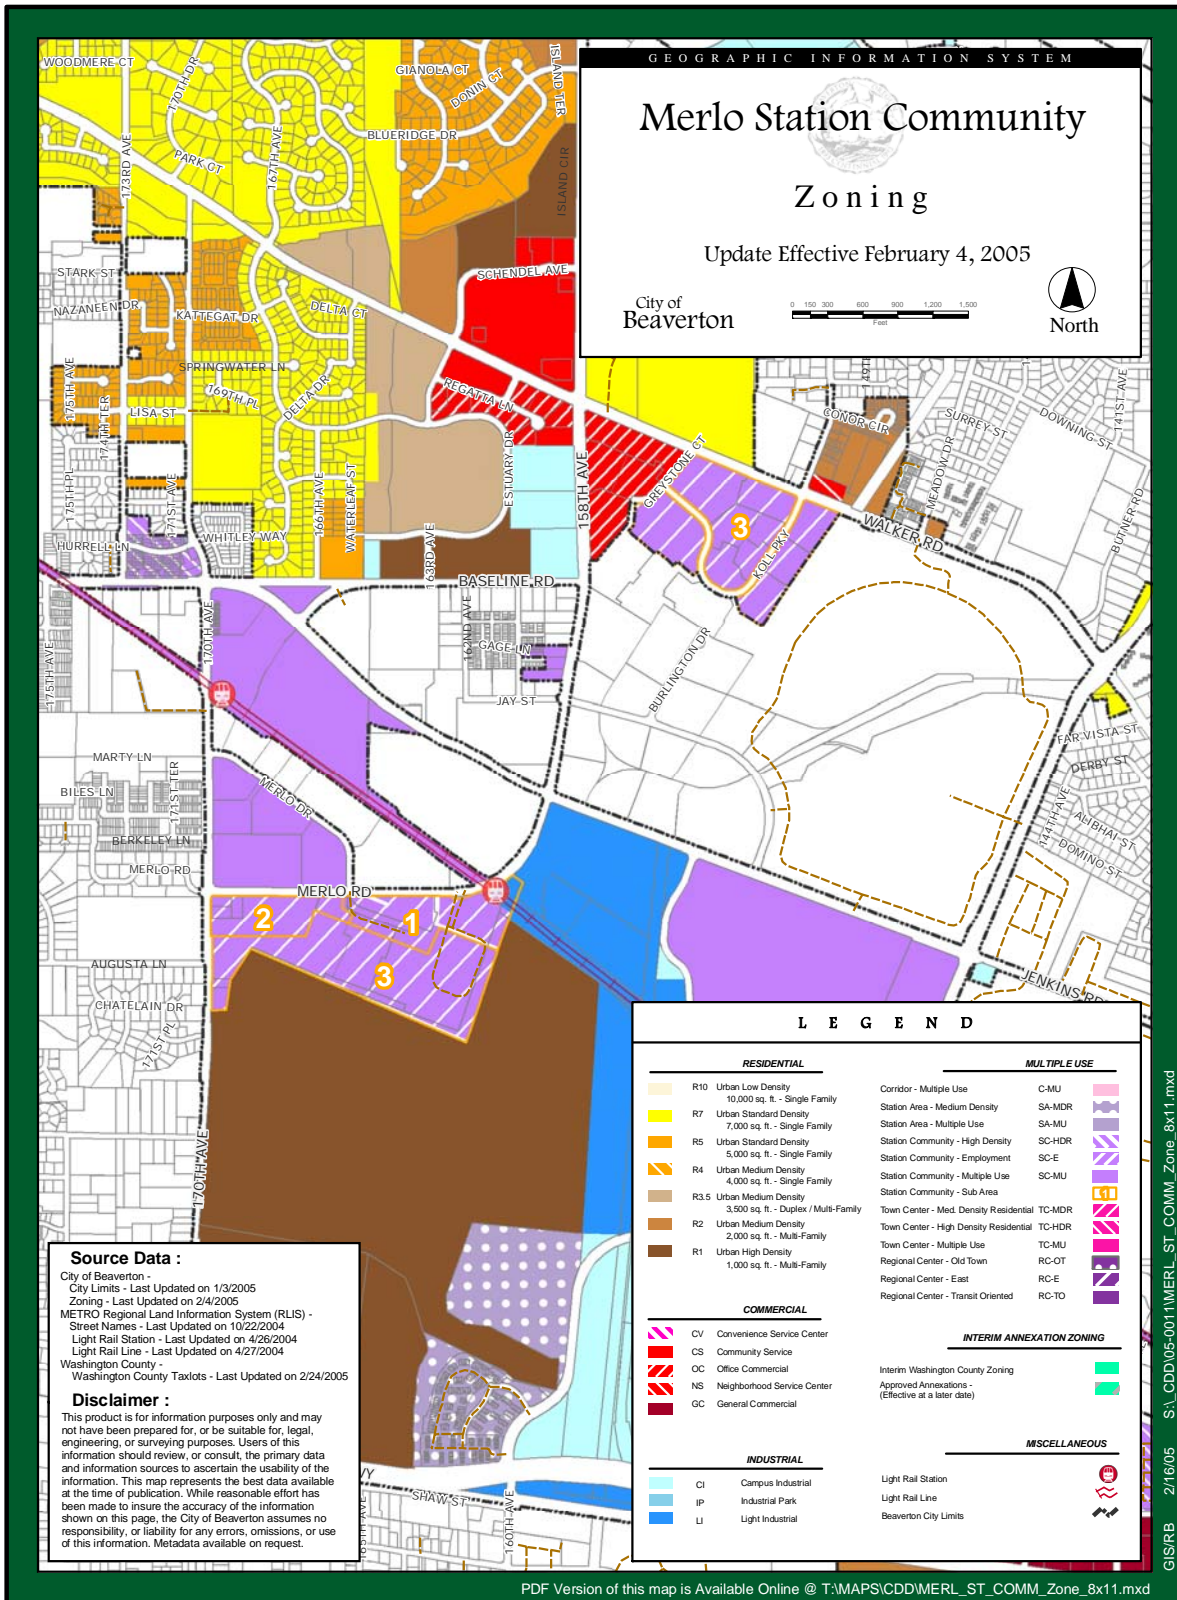 GEOGRAPHIC INFORMATION SYSTEM
Merlo Station Community
Zoning
Update Effective February 4, 2005
City of
Beaverton
0 150 300 600 900 1,200 1,500
Feet
North
WOODMERE CT
170TH DR
173RD AVE
PARK CT
167TH AVE
GIANOLA CT
DONIN CT
BLUERIDGE DR
ISLAND TER
ISLAND CIR
SCHENDEL AVE
STARK ST
NAZANEEN DR
KATTEGAT DR
DELTA CT
SPRINGWATER LN
169TH PL
DELTA DR
175TH AVE
LISA ST
174TH TER
REGATTA LN
ESTUARY DR
158TH AVE
GREYSTONE CT
CONOR CIR
SURREY ST
DOWNING ST
141ST AVE
MEADOW DR
BUTNER RD
175TH PL
171ST AVE
166TH AVE
WATERLEAF ST
WHITLEY WAY
HURRELL LN
163RD AVE
3
KOLL PKY
WALKER RD
BASELINE RD
170TH AVE
162ND AVE
GAGE LN
JAY ST
BURLINGTON DR
175TH AVE
MARTY LN
171ST TER
BILES LN
BERKELEY LN
MERLO RD
MERLO DR
FAR VISTA ST
DERBY ST
144TH AVE
ALIBHAI ST
DOMINO ST
MERLO RD
2
1
3
AUGUSTA LN
CHATELAIN DR
171ST PL
JENKINS RD
170TH AVE
SHAW ST
160TH AVE
LEGEND
RESIDENTIAL
R10 Urban Low Density
10,000 sq. ft. - Single Family
R7 Urban Standard Density
7,000 sq. ft. - Single Family
R5 Urban Standard Density
5,000 sq. ft. - Single Family
R4 Urban Medium Density
4,000 sq. ft. - Single Family
R3.5 Urban Medium Density
3,500 sq. ft. - Duplex / Multi-Family
R2 Urban Medium Density
2,000 sq. ft. - Multi-Family
R1 Urban High Density
1,000 sq. ft. - Multi-Family
COMMERCIAL
CV Convenience Service Center
CS Community Service
OC Office Commercial
NS Neighborhood Service Center
GC General Commercial
INDUSTRIAL
CI Campus Industrial
IP Industrial Park
LI Light Industrial
MULTIPLE USE
Corridor - Multiple Use C-MU
Station Area - Medium Density SA-MDR
Station Area - Multiple Use SA-MU
Station Community - High Density SC-HDR
Station Community - Employment SC-E
Station Community - Multiple Use SC-MU
Station Community - Sub Area 1
Town Center - Med. Density Residential TC-MDR
Town Center - High Density Residential TC-HDR
Town Center - Multiple Use TC-MU
Regional Center - Old Town RC-OT
Regional Center - East RC-E
Regional Center - Transit Oriented RC-TO
INTERIM ANNEXATION ZONING
Interim Washington County Zoning
Approved Annexations -
(Effective at a later date)
MISCELLANEOUS
Light Rail Station
Light Rail Line
Beaverton City Limits
Source Data :
City of Beaverton -
City Limits - Last Updated on 1/3/2005
Zoning - Last Updated on 2/4/2005
METRO Regional Land Information System (RLIS) -
Street Names - Last Updated on 10/22/2004
Light Rail Station - Last Updated on 4/26/2004
Light Rail Line - Last Updated on 4/27/2004
Washington County -
Washington County Taxlots - Last Updated on 2/24/2005
Disclaimer :
This product is for information purposes only and may
not have been prepared for, or be suitable for, legal,
engineering, or surveying purposes. Users of this
information should review, or consult, the primary data
and information sources to ascertain the usability of the
information. This map represents the best data available
at the time of publication. While reasonable effort has
been made to insure the accuracy of the information
shown on this page, the City of Beaverton assumes no
responsibility, or liability for any errors, omissions, or use
of this information. Metadata available on request.
GIS/RB 2/16/05 S:\_CDD\05-0011\MERL_ST_COMM_Zone_8x11.mxd
PDF Version of this map is Available Online @ T:\MAPS\CDD\MERL_ST_COMM_Zone_8x11.mxd